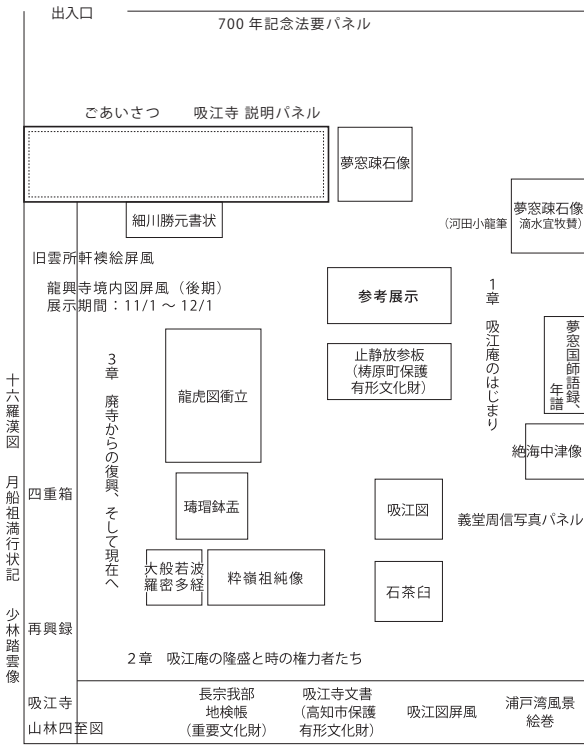 出入口
700年記念法要パネル
ごあいさつ　吸江寺 説明パネル
夢窓疎石像
夢窓疎石像
（河田小龍筆　滴水宜牧賛）
細川勝元書状
旧雲所軒襖絵屏風
龍興寺境内図屏風（後期）
展示期間：11/1 ～ 12/1
参考展示
1章　吸江庵のはじまり
夢窓国師語録、
年譜
止静放参板
（梼原町保護
有形文化財）
3章　廃寺からの復興、そして現在へ
龍虎図衝立
絶海中津像
十六羅漢図　月船祖満行状記　少林踏雲像
四重箱
瑇瑁鉢盂
吸江図
義堂周信写真パネル
大般若波
羅密多経
粋嶺祖純像
石茶臼
再興録
2章　吸江庵の隆盛と時の権力者たち
吸江寺
山林四至図
長宗我部
地検帳
（重要文化財）
吸江寺文書
（高知市保護
有形文化財）
吸江図屏風
浦戸湾風景
絵巻